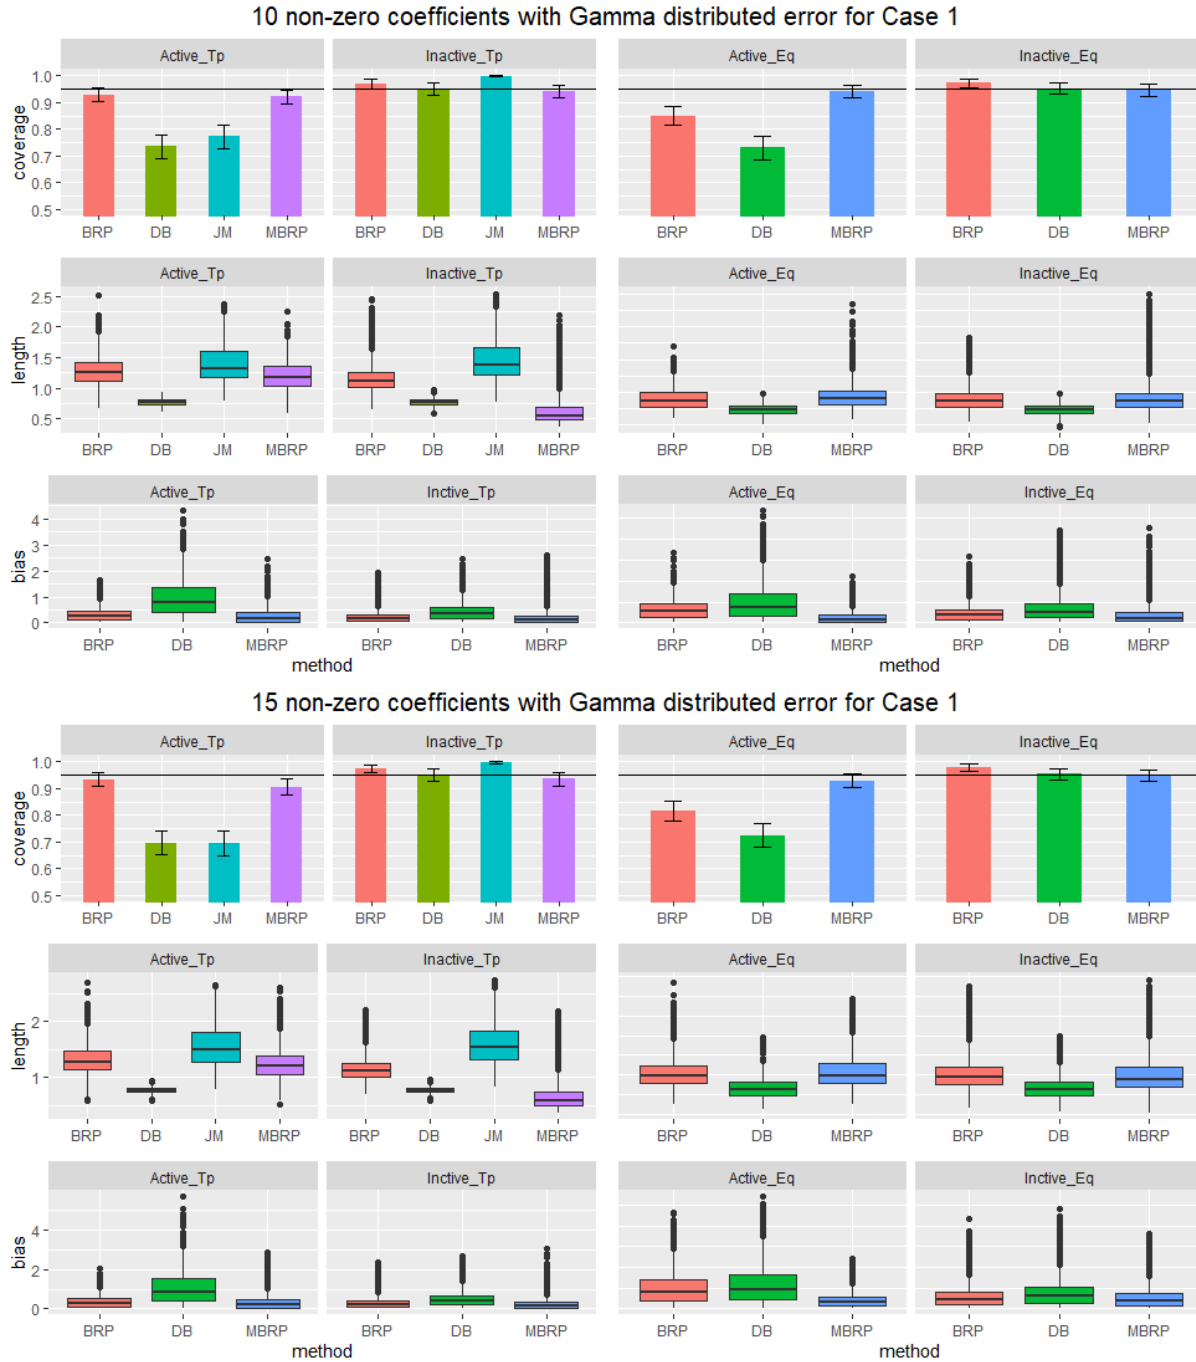 10 non-zero coefficients with Gamma distributed error for Case 1
Active_Tp Inactive_Tp Active_Eq Inactive_Eq
coverage
1.0
0.9
0.8
0.7
0.6
0.5
BRP DB JM MBRP BRP DB JM MBRP BRP DB MBRP BRP DB MBRP
Active_Tp Inactive_Tp Active_Eq Inactive_Eq
length
2.5
2.0
1.5
1.0
0.5
BRP DB JM MBRP BRP DB JM MBRP BRP DB MBRP BRP DB MBRP
Active_Tp Inctive_Tp Active_Eq Inctive_Eq
bias
4
3
2
1
0
BRP DB MBRP BRP DB MBRP BRP DB MBRP BRP DB MBRP
method method
15 non-zero coefficients with Gamma distributed error for Case 1
Active_Tp Inactive_Tp Active_Eq Inactive_Eq
coverage
1.0
0.9
0.8
0.7
0.6
0.5
BRP DB JM MBRP BRP DB JM MBRP BRP DB MBRP BRP DB MBRP
Active_Tp Inactive_Tp Active_Eq Inactive_Eq
length
2
1
BRP DB JM MBRP BRP DB JM MBRP BRP DB MBRP BRP DB MBRP
Active_Tp Inctive_Tp Active_Eq Inctive_Eq
bias
4
2
0
BRP DB MBRP BRP DB MBRP BRP DB MBRP BRP DB MBRP
method method